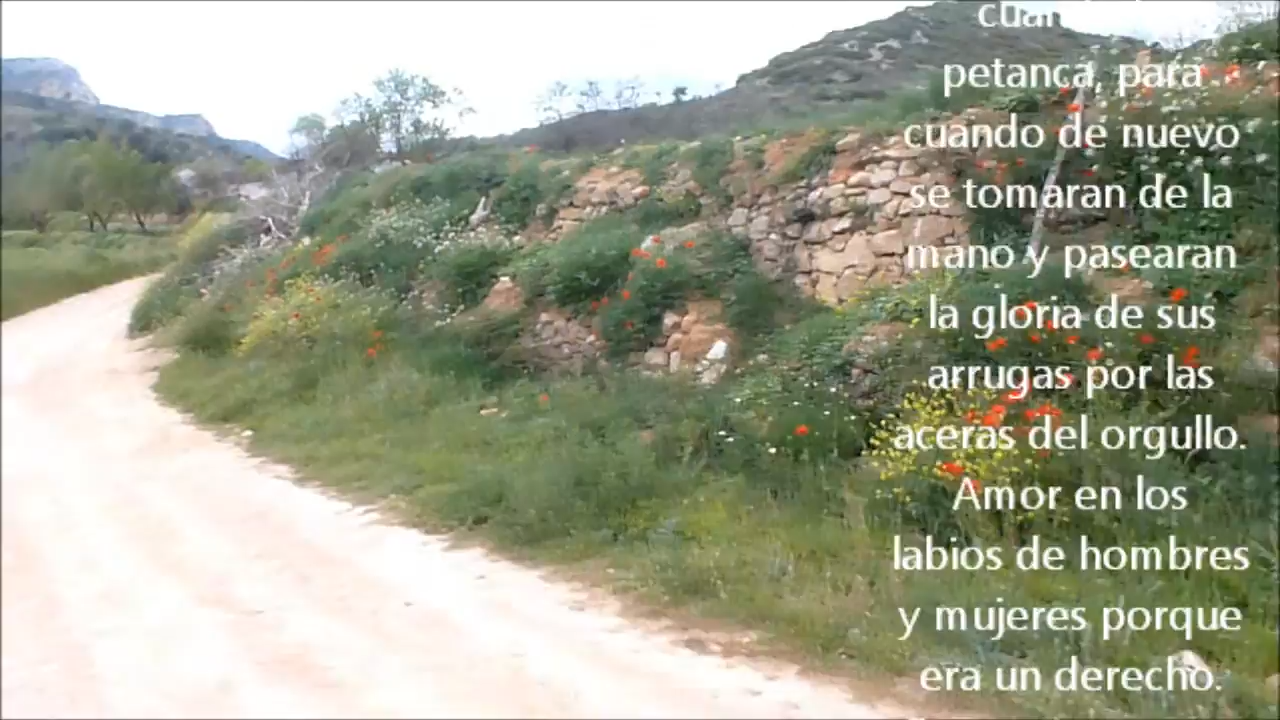 petanca, para
cuando de nuevo
se tomaran de la
mano y pasearan
la gloria de sus
arrugas por las
aceras del orgullo.
Amor en los
labios de hombres
y mujeres porque
era un derecho.